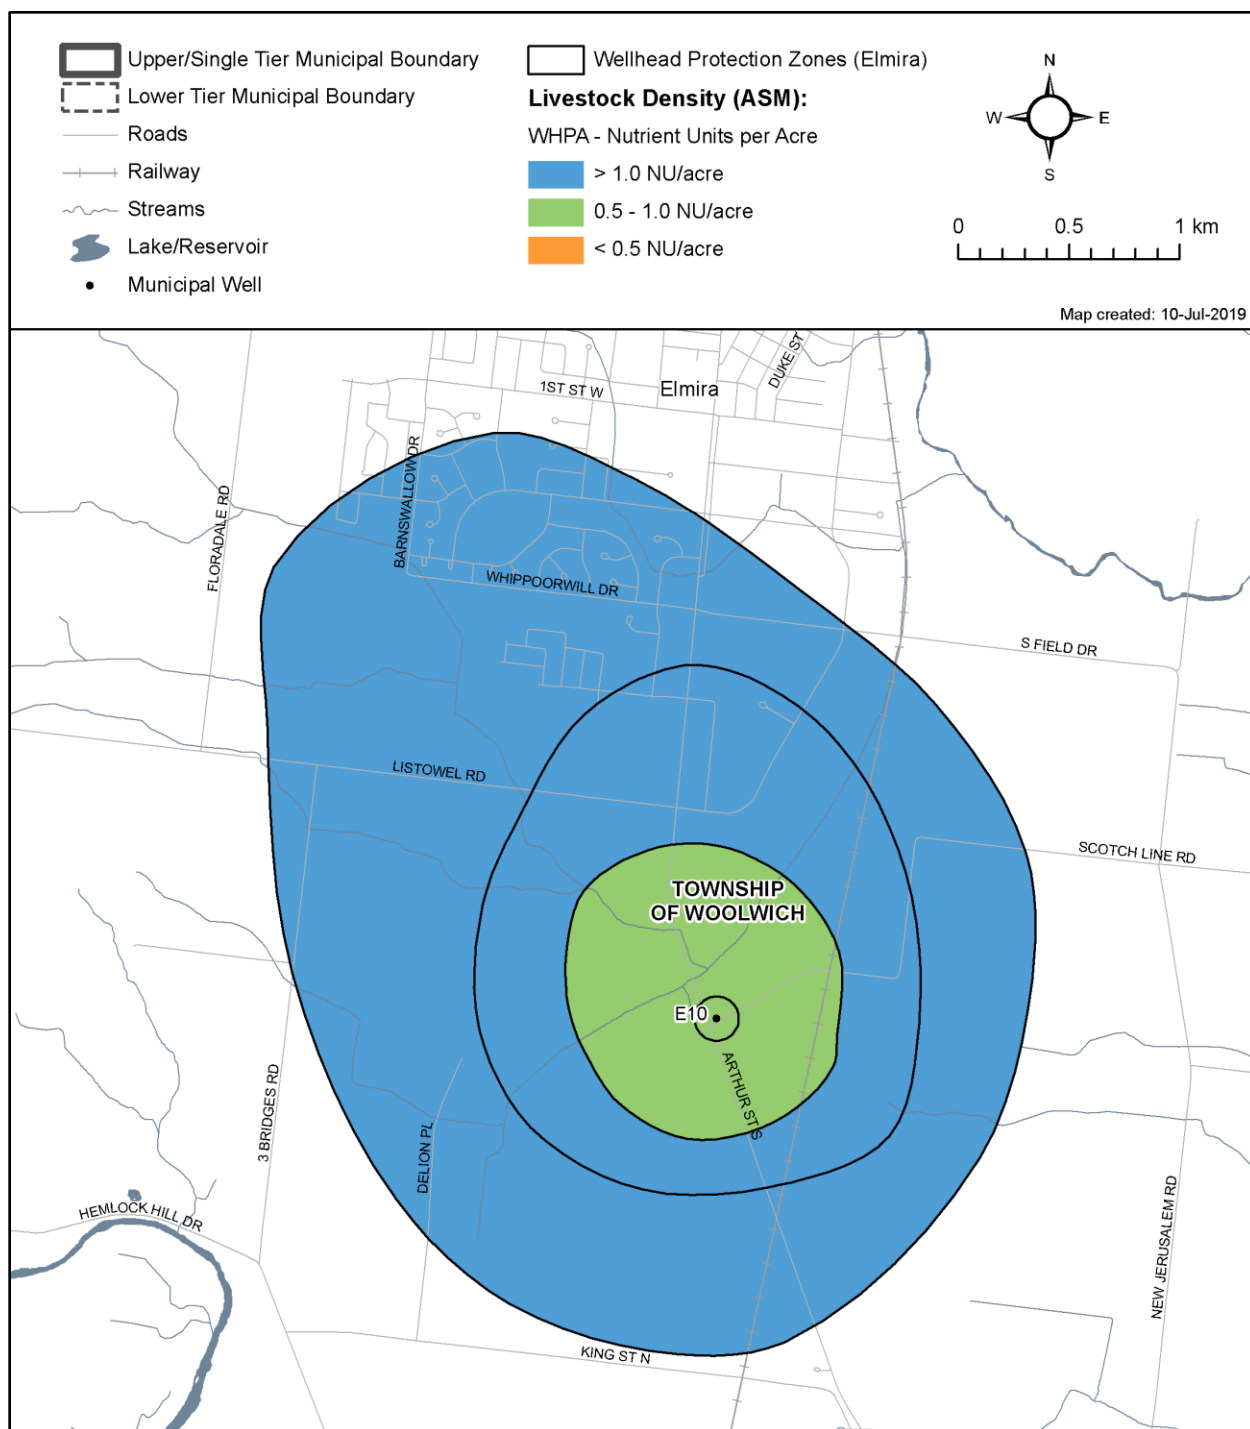 Upper/Single Tier Municipal Boundary
Lower Tier Municipal Boundary
Roads
Railway
Streams
Lake/Reservoir
Municipal Well
Wellhead Protection Zones (Elmira)
Livestock Density (ASM):
WHPA - Nutrient Units per Acre
> 1.0 NU/acre
0.5 - 1.0 NU/acre
< 0.5 NU/acre
N
W E
S
0 0.5 1 km
Map created: 10-Jul-2019
DUKE ST
1ST ST W
Elmira
BARNSWALLOW DR
FLORADALE RD
WHIPPOORWILL DR
S FIELD DR
LISTOWEL RD
SCOTCH LINE RD
TOWNSHIP
OF WOOLWICH
E10
ARTHUR ST S
3 BRIDGES RD
DELION PL
HEMLOCK HILL DR
NEW JERUSALEM RD
KING ST N